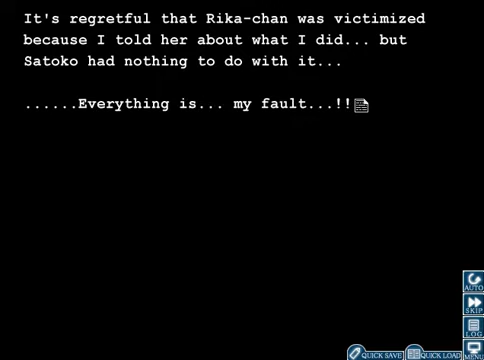 It's regretful that Rika-chan was victimized
because I told her about what I did... but
Satoko had nothing to do with it...
......Everything is... my fault...!!
AUTO
SKIP
LOG
QUICK SAVE
QUICK LOAD
MENU